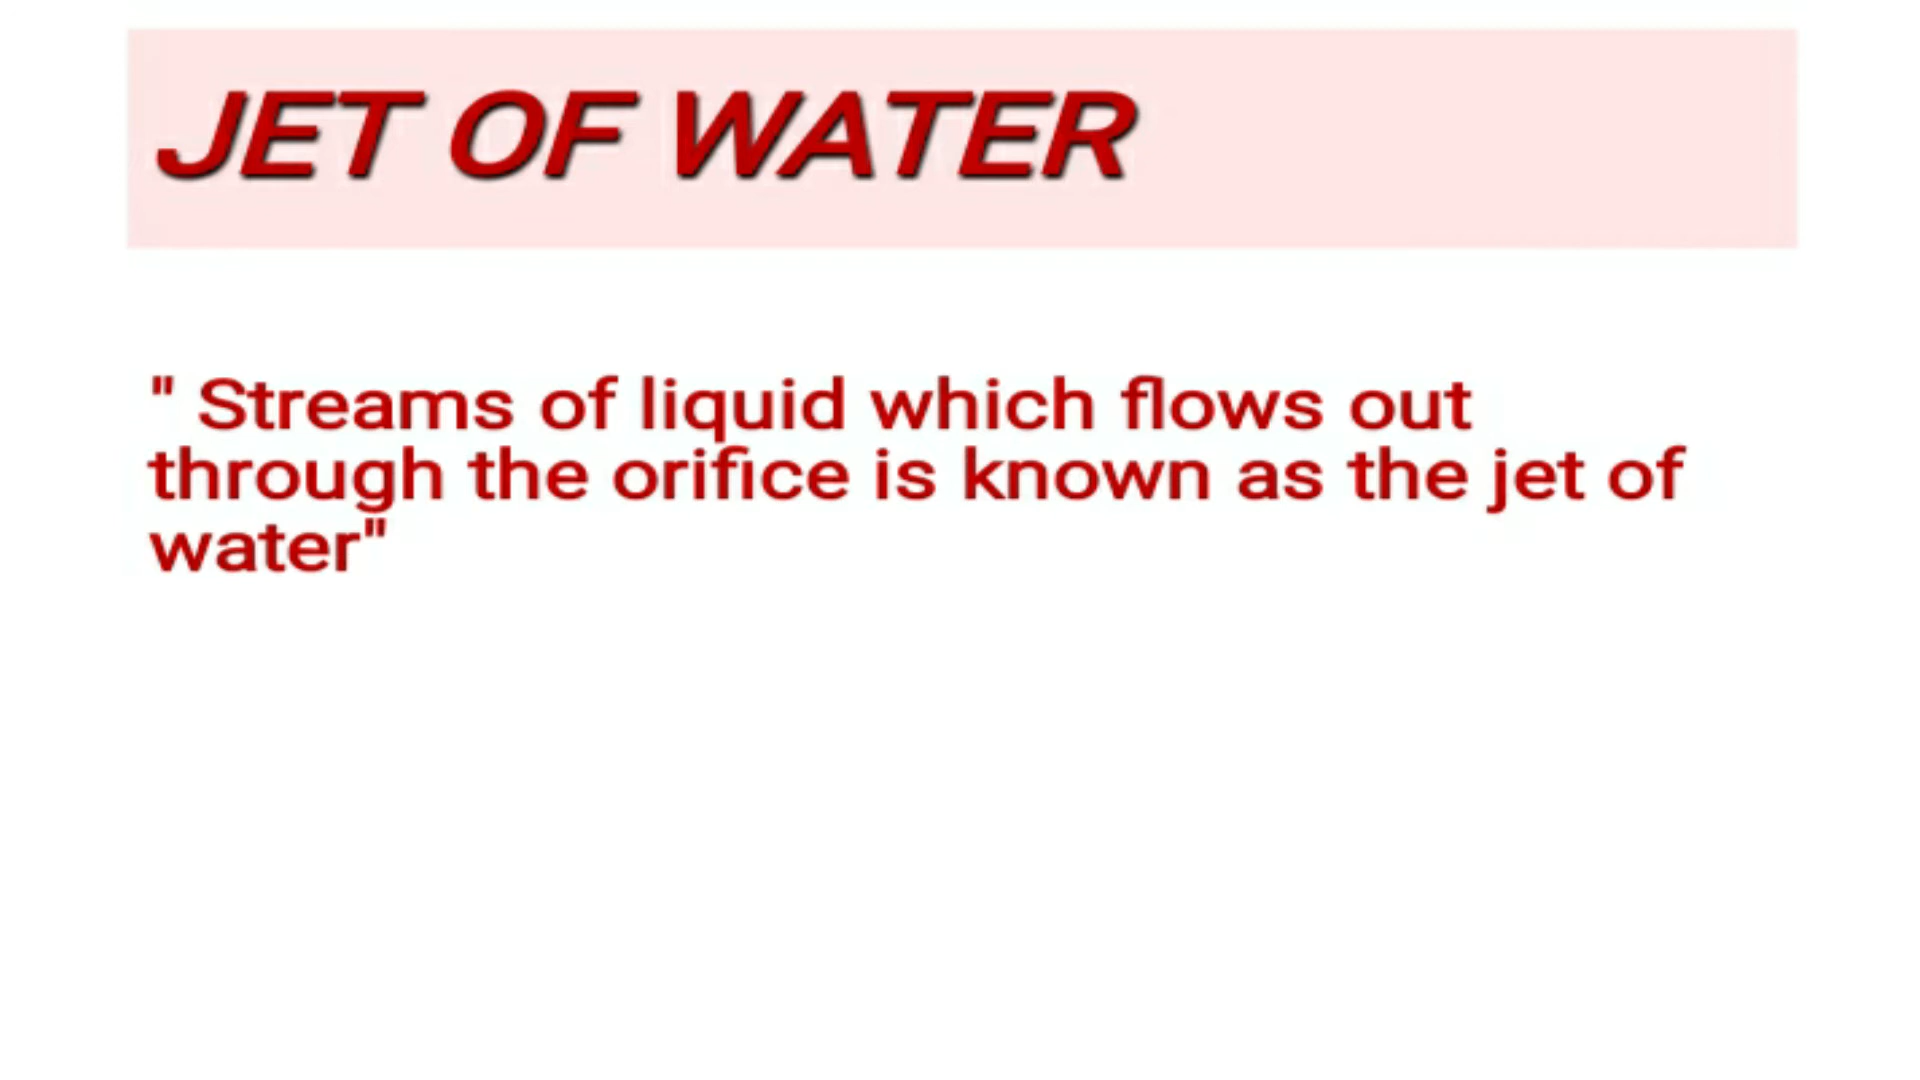 JET OF WATER
" Streams of liquid which flows out
through the orifice is known as the jet of
water"